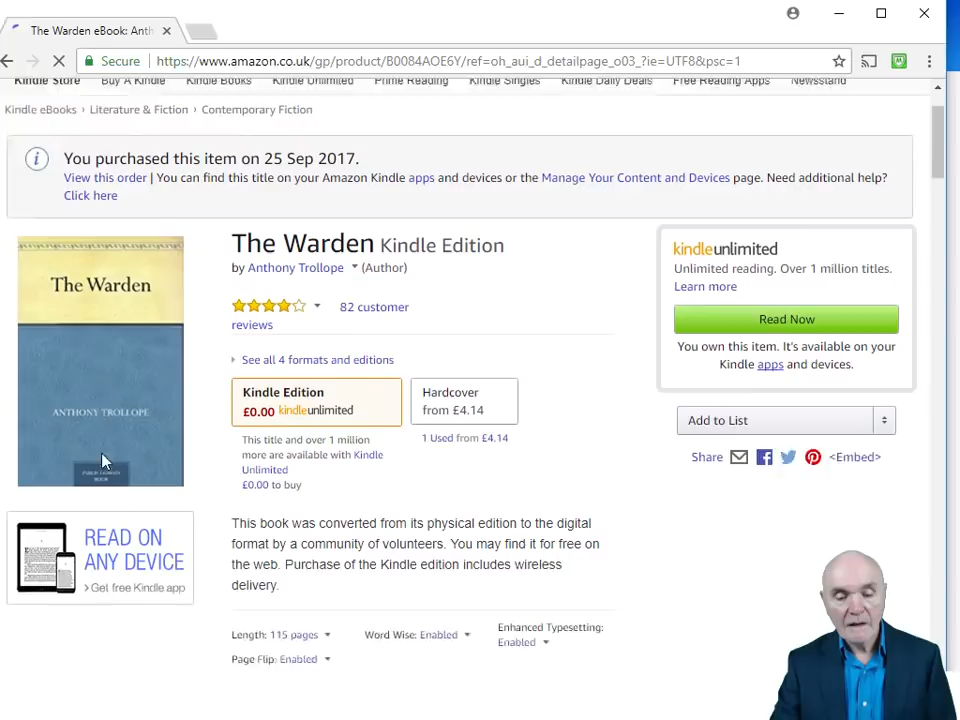 The Warden eBook: Anth
Secure
https://www.amazon.co.uk/gp/product/B0084AOE6Y/ref=oh_aui_d_detailpage_o03_?ie=UTF8&psc=1
Kindle Store Buy A Kindle Kindle Books Kindle Unlimited Prime Reading Kindle Singles Kindle Daily Deals Free Reading Apps Newsstand
Kindle eBooks › Literature & Fiction › Contemporary Fiction
You purchased this item on 25 Sep 2017.
View this order | You can find this title on your Amazon Kindle apps and devices or the Manage Your Content and Devices page. Need additional help?
Click here
The Warden
ANTHONY TROLLOPE
PUBLIC DOMAIN
BOOK
READ ON
ANY DEVICE
› Get free Kindle app
The Warden Kindle Edition
by Anthony Trollope (Author)
82 customer
reviews
See all 4 formats and editions
Kindle Edition
£0.00 kindleunlimited
Hardcover
from £4.14
This title and over 1 million
more are available with Kindle
Unlimited
£0.00 to buy
1 Used from £4.14
This book was converted from its physical edition to the digital
format by a community of volunteers. You may find it for free on
the web. Purchase of the Kindle edition includes wireless
delivery.
Length: 115 pages
Word Wise: Enabled
Enhanced Typesetting:
Enabled
Page Flip: Enabled
kindleunlimited
Unlimited reading. Over 1 million titles.
Learn more
Read Now
You own this item. It's available on your
Kindle apps and devices.
Add to List
Share
<Embed>